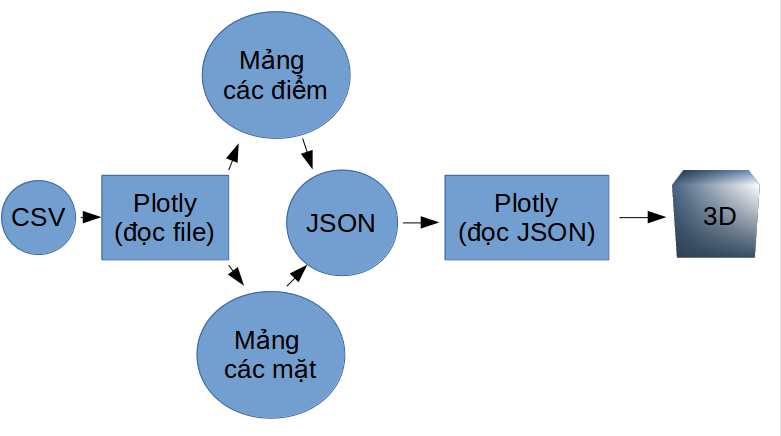 CSV
Plotly
(đọc file)
Mảng
các điểm
Mảng
các mặt
JSON
Plotly
(đọc JSON)
3D